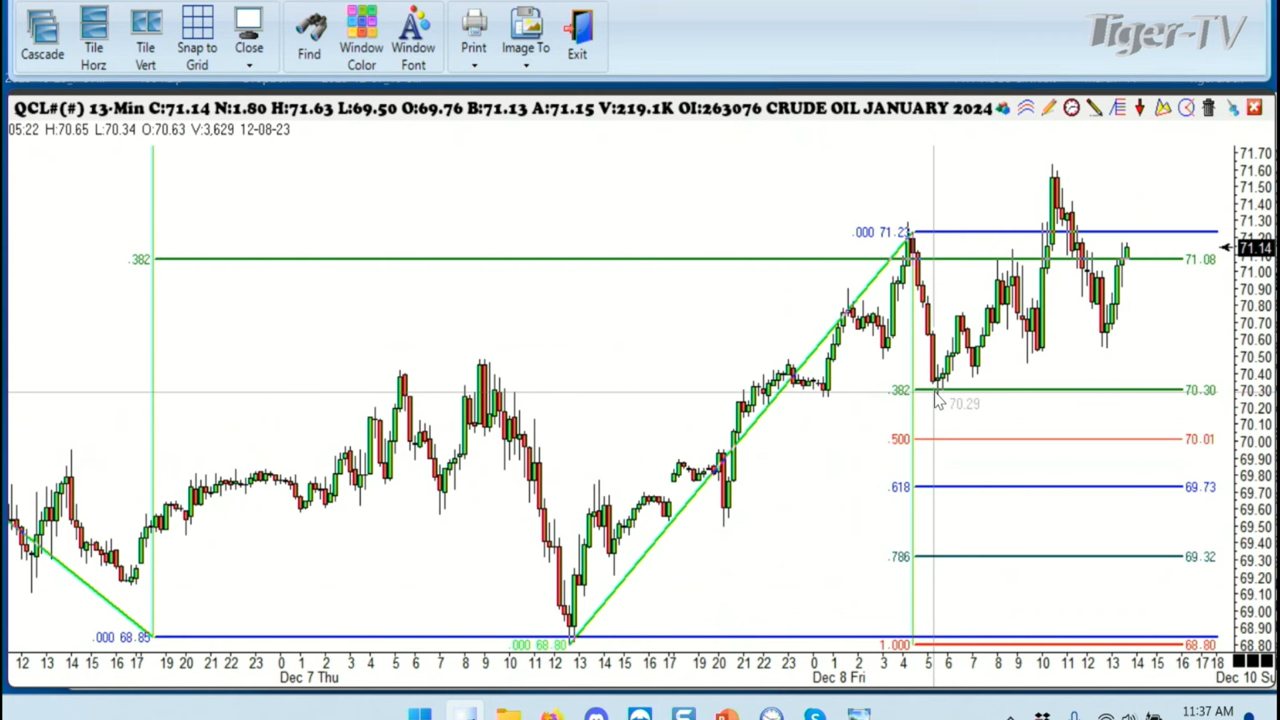 Cascade
Tile Horz
Tile Vert
Snap to Grid
Close
Find
Window Color
Window Font
Print
Image To
Exit
Tiger-TV
QCL#(#) 13-Min C:71.14 N:1.80 H:71.63 L:69.50 O:69.76 B:71.13 A:71.15 V:219.1K OI:263076 CRUDE OIL JANUARY 2024
05:22 H:70.65 L:70.34 O:70.63 V:3,629 12-08-23
71.70
71.60
71.50
71.40
71.30
71.20
71.14
71.00
70.90
70.80
70.70
70.60
70.50
70.40
70.30
70.20
70.10
70.00
69.90
69.80
69.70
69.60
69.50
69.40
69.30
69.20
69.10
69.00
68.90
68.80
.000 71.23
.382
71.08
.382
70.30
70.29
.500
70.01
.618
69.73
.786
69.32
.000 68.85
.000 68.80
1.000
68.80
12 13 14 15 16 17 19 20 21 22 23 0 1 2 3 4 5 6 7 8 9 10 11 12 13 14 15 16 17 19 20 21 22 23 0 1 2 3 4 5 6 7 8 9 10 11 12 13 14 15 16 17 18
Dec 7 Thu
Dec 8 Fri
Dec 10 Su
11:37 AM